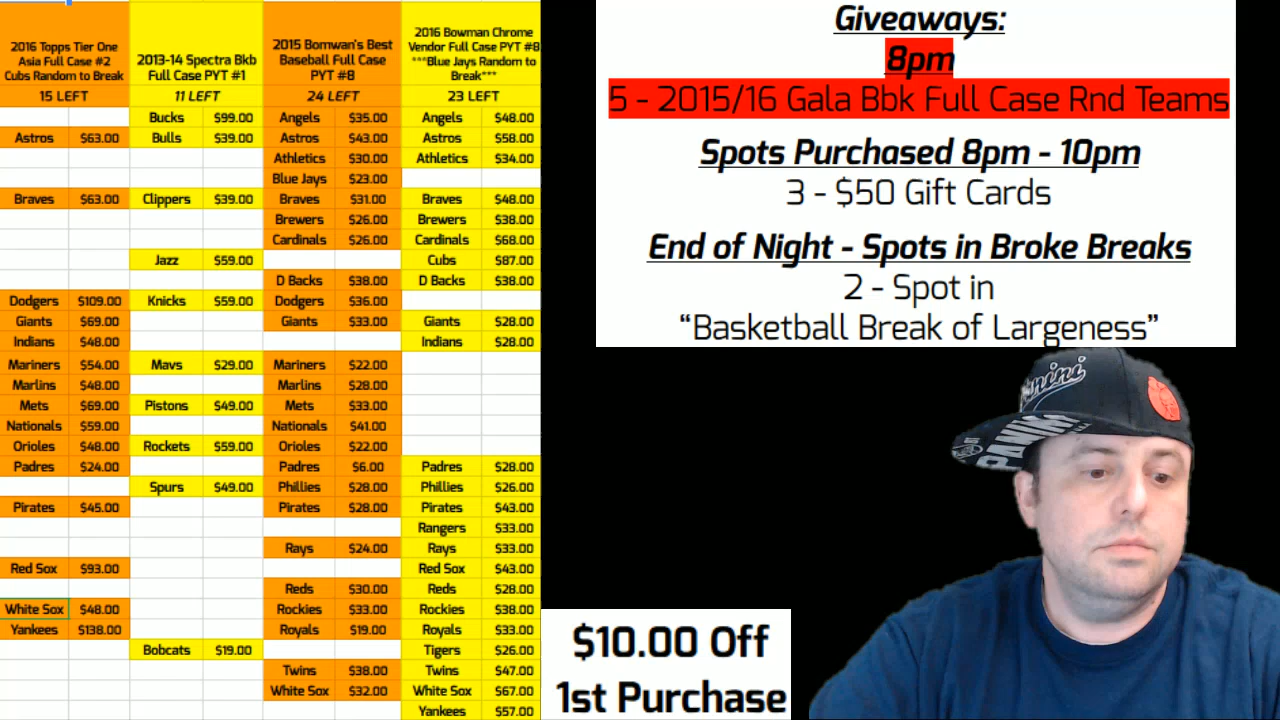 2016 Topps Tier One
Asia Full Case #2
Cubs Random to Break
15 LEFT
Astros $63.00
Braves $63.00
Dodgers $109.00
Giants $69.00
Indians $48.00
Mariners $54.00
Marlins $48.00
Mets $69.00
Nationals $59.00
Orioles $48.00
Padres $24.00
Pirates $45.00
Red Sox $93.00
White Sox $48.00
Yankees $138.00
2013-14 Spectra Bkb
Full Case PYT #1
11 LEFT
Bucks $99.00
Bulls $39.00
Clippers $39.00
Jazz $59.00
Knicks $59.00
Mavs $29.00
Pistons $49.00
Rockets $59.00
Spurs $49.00
Bobcats $19.00
2015 Bomwan's Best
Baseball Full Case
PYT #8
24 LEFT
Angels $35.00
Astros $43.00
Athletics $30.00
Blue Jays $23.00
Braves $31.00
Brewers $26.00
Cardinals $26.00
D Backs $38.00
Dodgers $36.00
Giants $33.00
Mariners $22.00
Marlins $28.00
Mets $33.00
Nationals $41.00
Orioles $22.00
Padres $6.00
Phillies $28.00
Pirates $28.00
Rays $24.00
Reds $30.00
Rockies $33.00
Royals $19.00
Twins $38.00
White Sox $32.00
2016 Bowman Chrome
Vendor Full Case PYT #8
***Blue Jays Random to
Break***
23 LEFT
Angels $48.00
Astros $58.00
Athletics $34.00
Braves $48.00
Brewers $38.00
Cardinals $68.00
Cubs $87.00
D Backs $38.00
Giants $28.00
Indians $28.00
Padres $28.00
Phillies $26.00
Pirates $43.00
Rangers $33.00
Rays $33.00
Red Sox $43.00
Reds $28.00
Rockies $38.00
Royals $33.00
Tigers $26.00
Twins $47.00
White Sox $67.00
Yankees $57.00
Giveaways:
8pm
5 - 2015/16 Gala Bbk Full Case Rnd Teams
Spots Purchased 8pm - 10pm
3 - $50 Gift Cards
End of Night - Spots in Broke Breaks
2 - Spot in
“Basketball Break of Largeness”
PANINI
$10.00 Off
1st Purchase